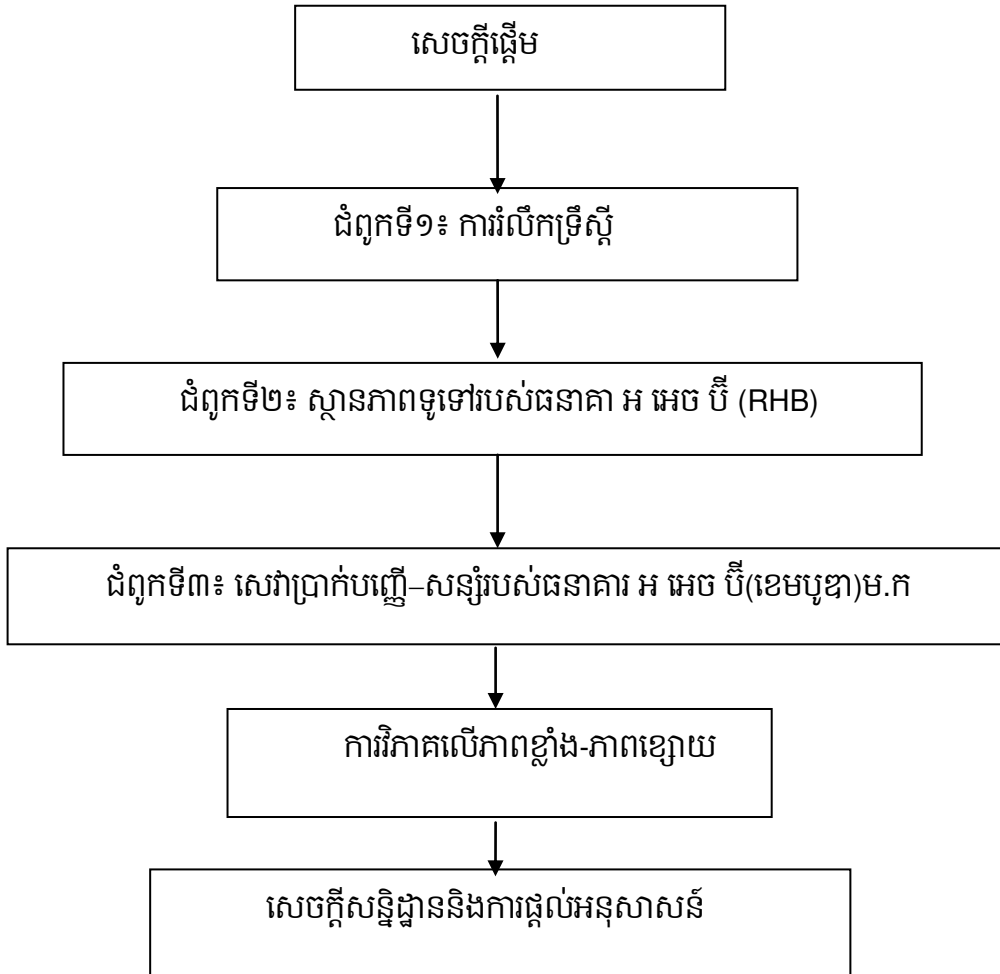 សេចក្តីផ្តើម
ជំពូកទី១៖ ការរំលឹកទ្រឹស្តី
ជំពូកទី២៖ ស្ថានភាពទូទៅរបស់ធនាគា អ អេច ប៊ី (RHB)
ជំពូកទី៣៖ សេវាប្រាក់បញ្ញើ–សន្សំរបស់ធនាគារ អ អេច ប៊ី(ខេមបូឌា)ម.ក
ការវិភាគលើភាពខ្លាំង-ភាពខ្សោយ
សេចក្តីសន្និដ្ឋាននិងការផ្តល់អនុសាសន៍